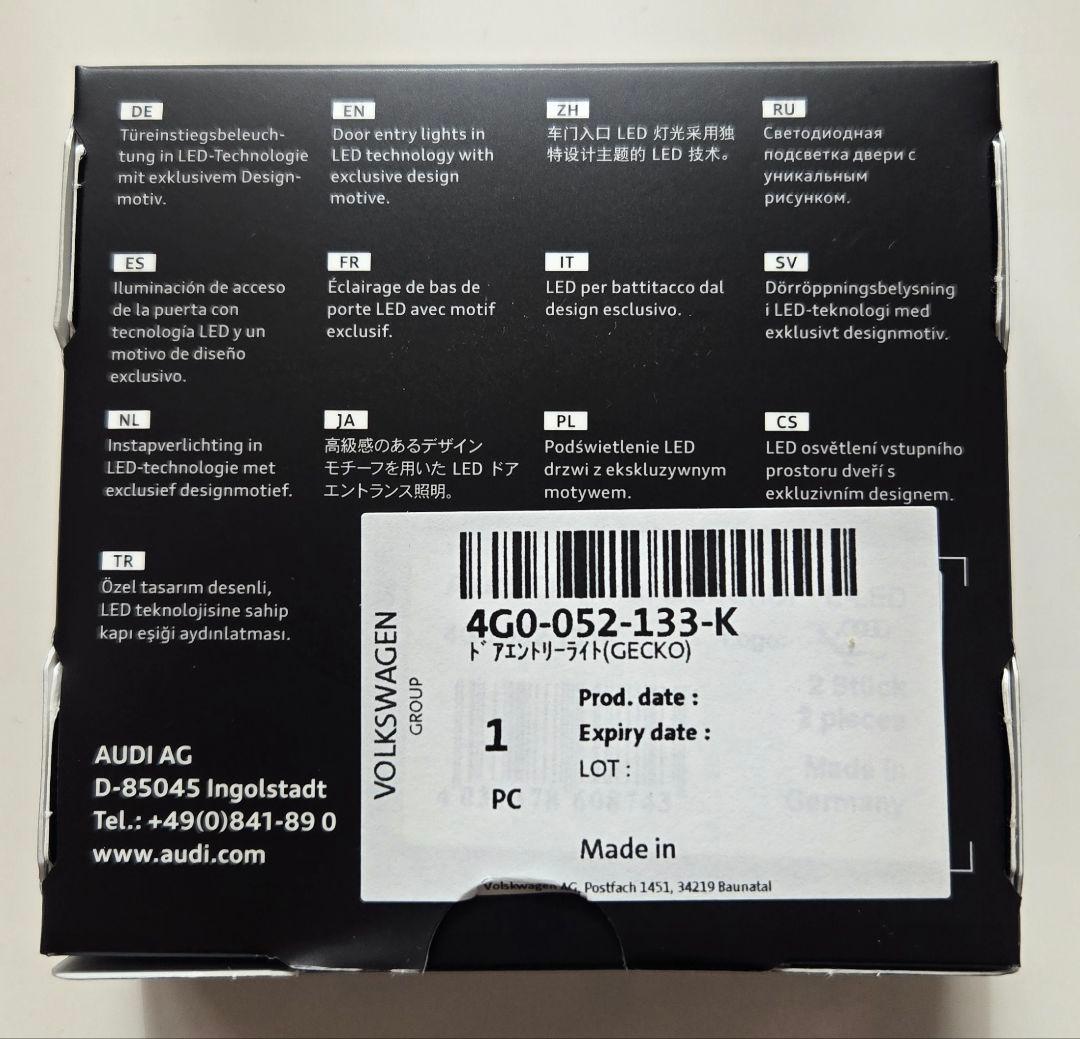 DE
Türeinstiegsbeleuch-
tung in LED-Technologie
mit exklusivem Design-
motiv.
EN
Door entry lights in
LED technology with
exclusive design
motive.
ZH
车门入口 LED 灯光采用独
特设计主题的 LED 技术。
RU
Светодиодная
подсветка двери с
уникальным
рисунком.
ES
Iluminación de acceso
de la puerta con
tecnología LED y un
motivo de diseño
exclusivo.
FR
Éclairage de bas de
porte LED avec motif
exclusif.
IT
LED per battitacco dal
design esclusivo.
SV
Dörröppningsbelysning
i LED-teknologi med
exklusivt designmotiv.
NL
Instapverlichting in
LED-technologie met
exclusief designmotief.
JA
高級感のあるデザイン
モチーフを用いた LED ドア
エントランス照明。
PL
Podświetlenie LED
drzwi z ekskluzywnym
motywem.
CS
LED osvětlení vstupního
prostoru dveří s
exkluzivním designem.
TR
Özel tasarım desenli,
LED teknolojisine sahip
kapı eşiği aydınlatması.
AUDI AG
D-85045 Ingolstadt
Tel.: +49(0)841-89 0
www.audi.com
VOLKSWAGEN
GROUP
4G0-052-133-K
ﾄﾞｱｴﾝﾄﾘｰﾗｲﾄ(GECKO)
1
PC
Prod. date :
Expiry date :
LOT :
Made in
Volskwagen AG, Postfach 1451, 34219 Baunatal
2 Stück
2 pieces
Made in
Germany